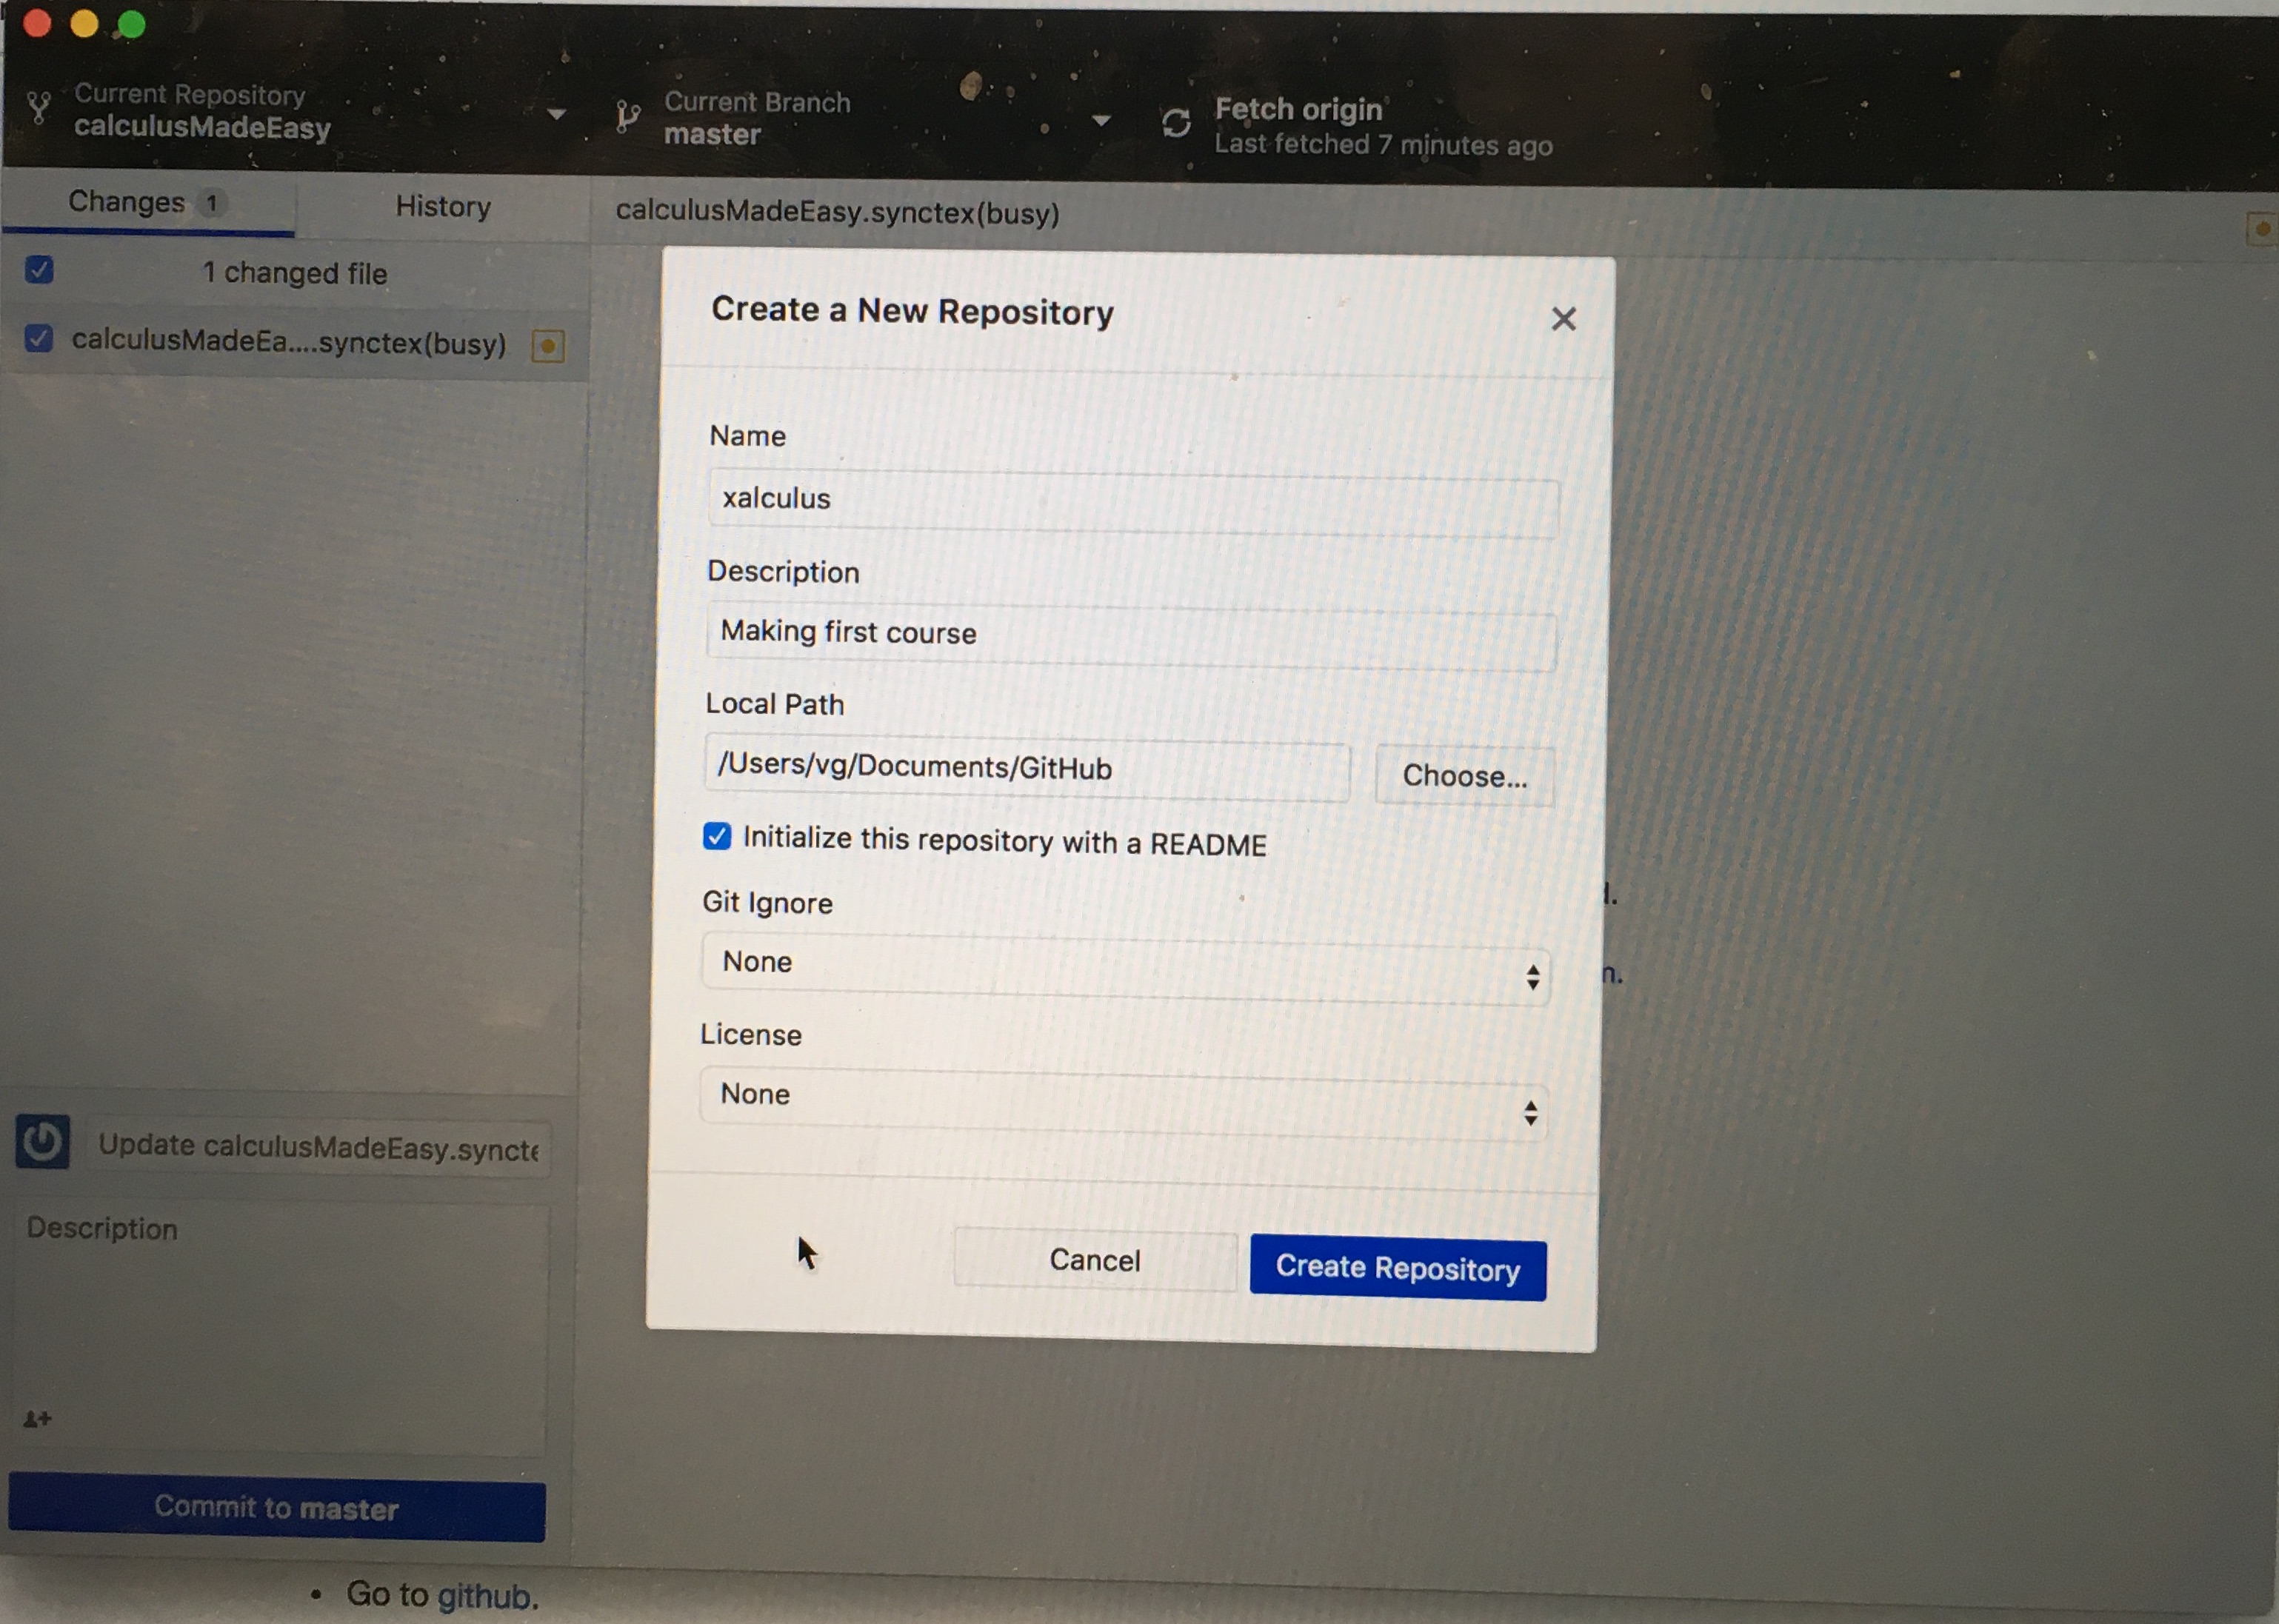 Current Repository
calculusMadeEasy
Current Branch
master
Fetch origin
Last fetched 7 minutes ago
Changes 1
History
calculusMadeEasy.synctex(busy)
1 changed file
calculusMadeEa....synctex(busy)
Create a New Repository
Name
xalculus
Description
Making first course
Local Path
/Users/vg/Documents/GitHub
Choose...
Initialize this repository with a README
Git Ignore
None
License
None
Cancel
Create Repository
l.
n.
Update calculusMadeEasy.syncte
Description
Commit to master
• Go to github.